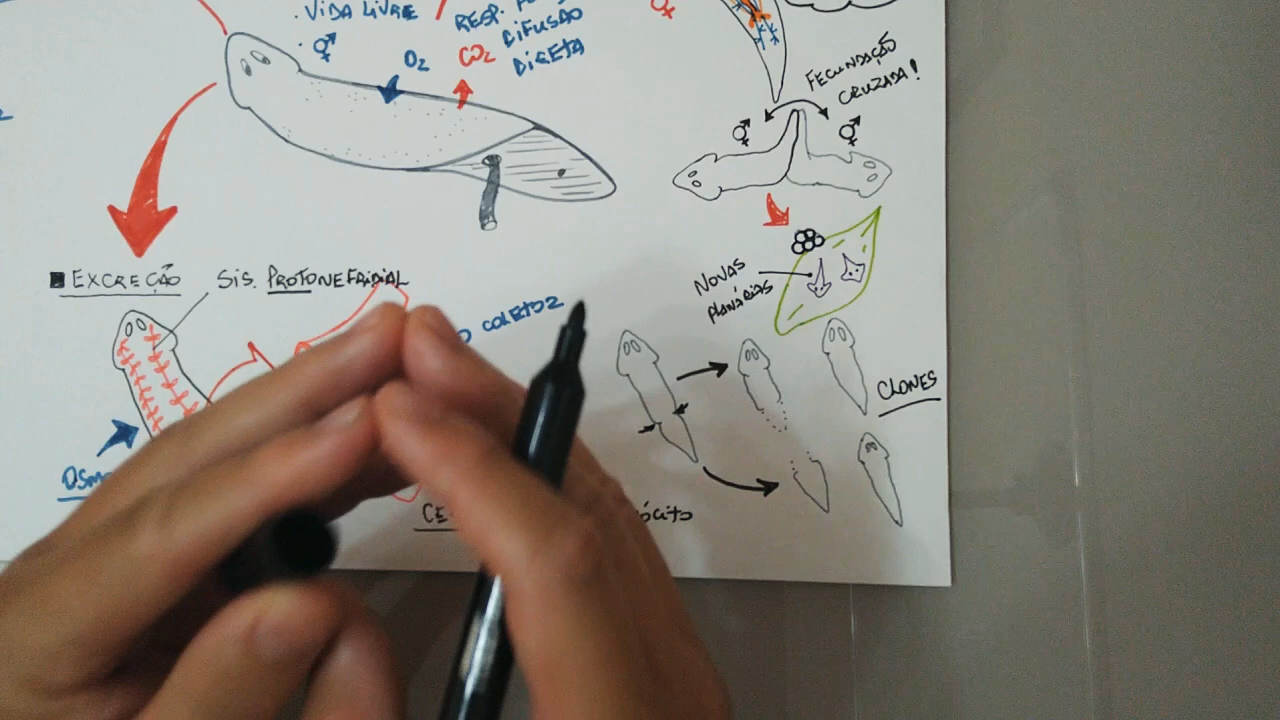 . VIDA LIVRE
RESP.
DIFUSÃO
DIRETA
O₂
CO₂
FECUNDAÇÃO
CRUZADA!
EXCREÇÃO
SIS. PROTONEFRIDIAL
NOVAS
PLANÁRIAS
COLETOR
CLONES